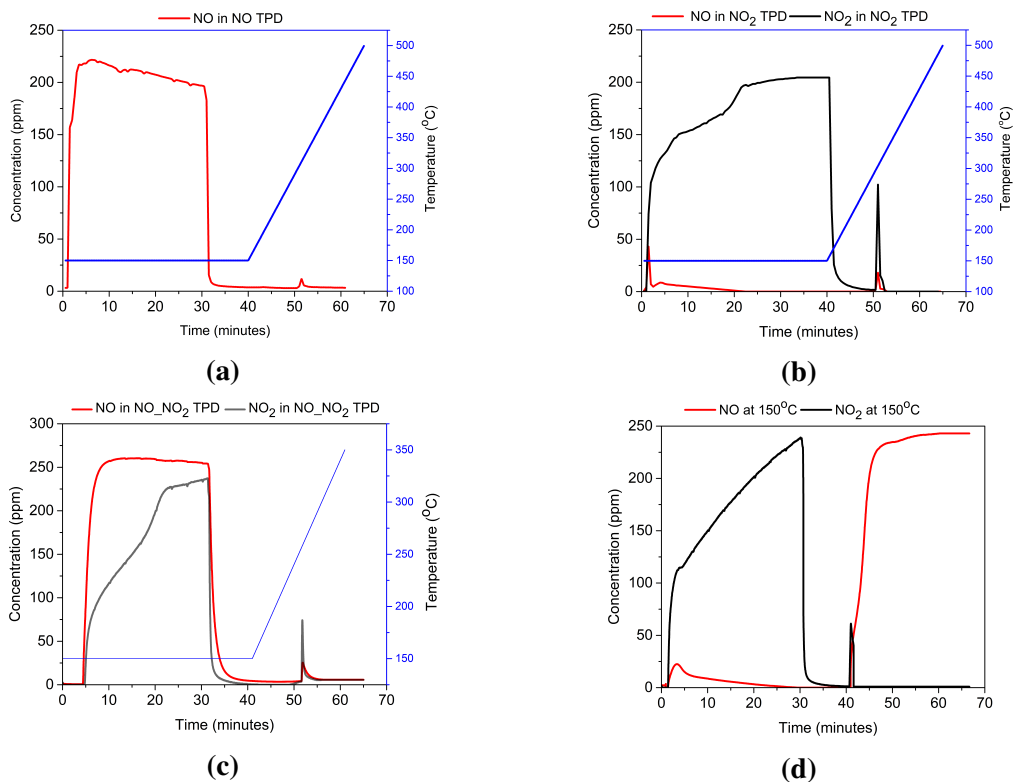 NO in NO TPD
250
200
150
100
50
0
Concentration (ppm)
500
450
400
350
300
250
200
150
100
Temperature (°C)
0 10 20 30 40 50 60 70
Time (minutes)
(a)
NO in NO₂ TPD NO₂ in NO₂ TPD
250
200
150
100
50
0
Concentration (ppm)
500
450
400
350
300
250
200
150
100
Temperature (°C)
0 10 20 30 40 50 60 70
Time (minutes)
(b)
NO in NO_NO₂ TPD NO₂ in NO_NO₂ TPD
300
250
200
150
100
50
0
Concentration (ppm)
350
300
250
200
150
Temperature (°C)
0 10 20 30 40 50 60 70
Time (minutes)
(c)
NO at 150°C NO₂ at 150°C
250
200
150
100
50
0
Concentration (ppm)
0 10 20 30 40 50 60 70
Time (minutes)
(d)